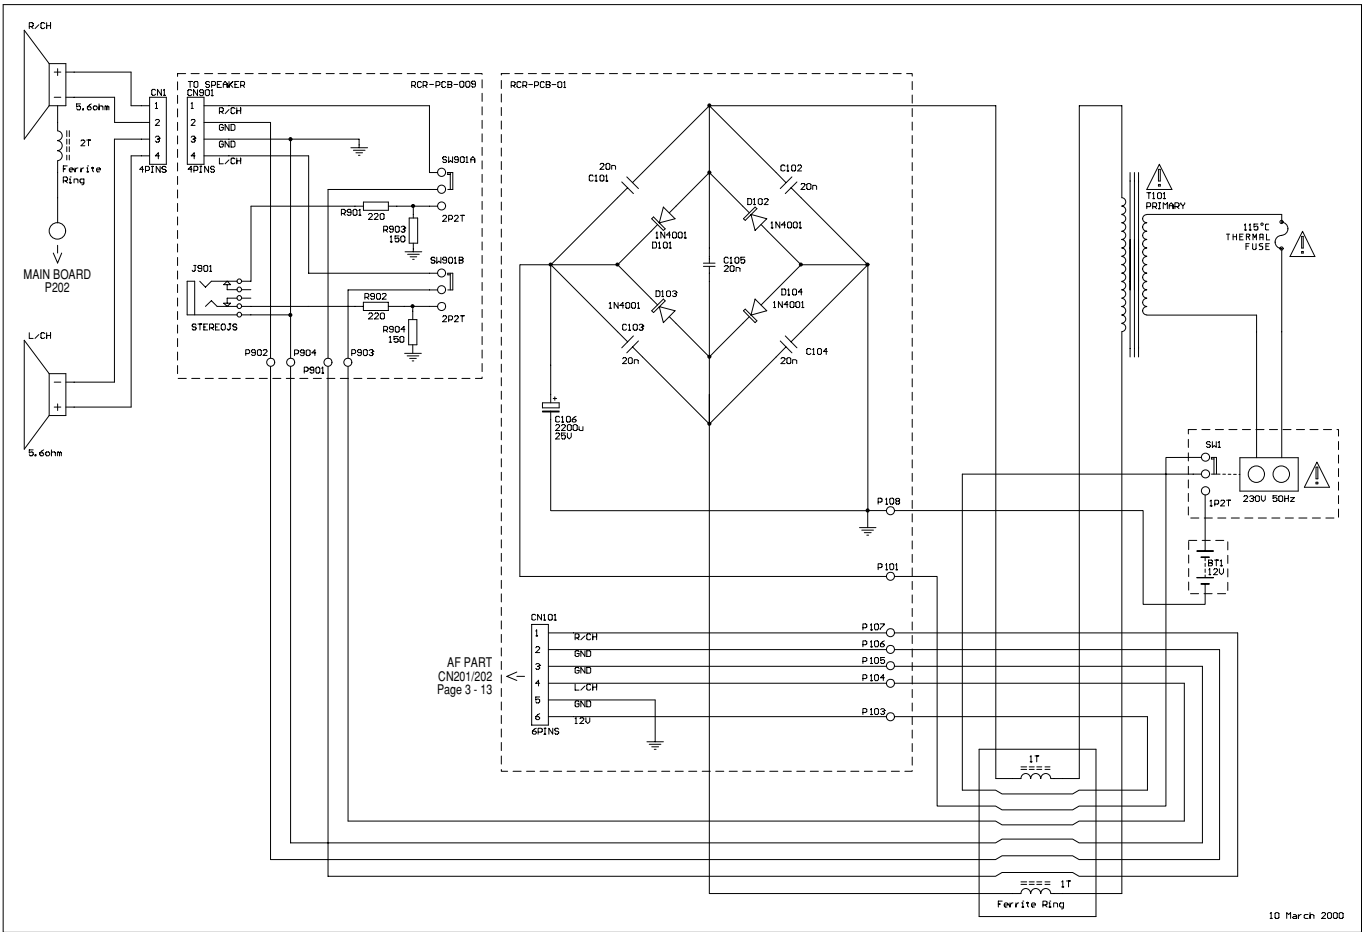 R/CH
+
−
5.6ohm
2T
Ferrite
Ring
MAIN BOARD
P202
L/CH
−
+
5.6ohm
CN1
1
2
3
4
4PINS
TO SPEAKER
CN901
RCR-PCB-009
1
2
3
4
4PINS
R/CH
GND
GND
L/CH
SW901A
2P2T
R901
220
R903
150
SW901B
2P2T
J901
STEREOJS
R902
220
R904
150
P902
P904
P901
P903
RCR-PCB-01
20n
C101
C102
20n
1N4001
D101
D102
1N4001
C105
20n
D103
1N4001
D104
1N4001
C103
20n
C104
20n
+
C106
2200u
25V
P108
P101
CN101
1
2
3
4
5
6
6PINS
R/CH
GND
GND
L/CH
GND
12V
P107
P106
P105
P104
P103
AF PART
CN201/202
Page 3 - 13
!
T101
PRIMARY
115°C
THERMAL
FUSE
!
SW1
1P2T
230V 50Hz
!
BT1
12V
1T
1T
Ferrite Ring
10 March 2000